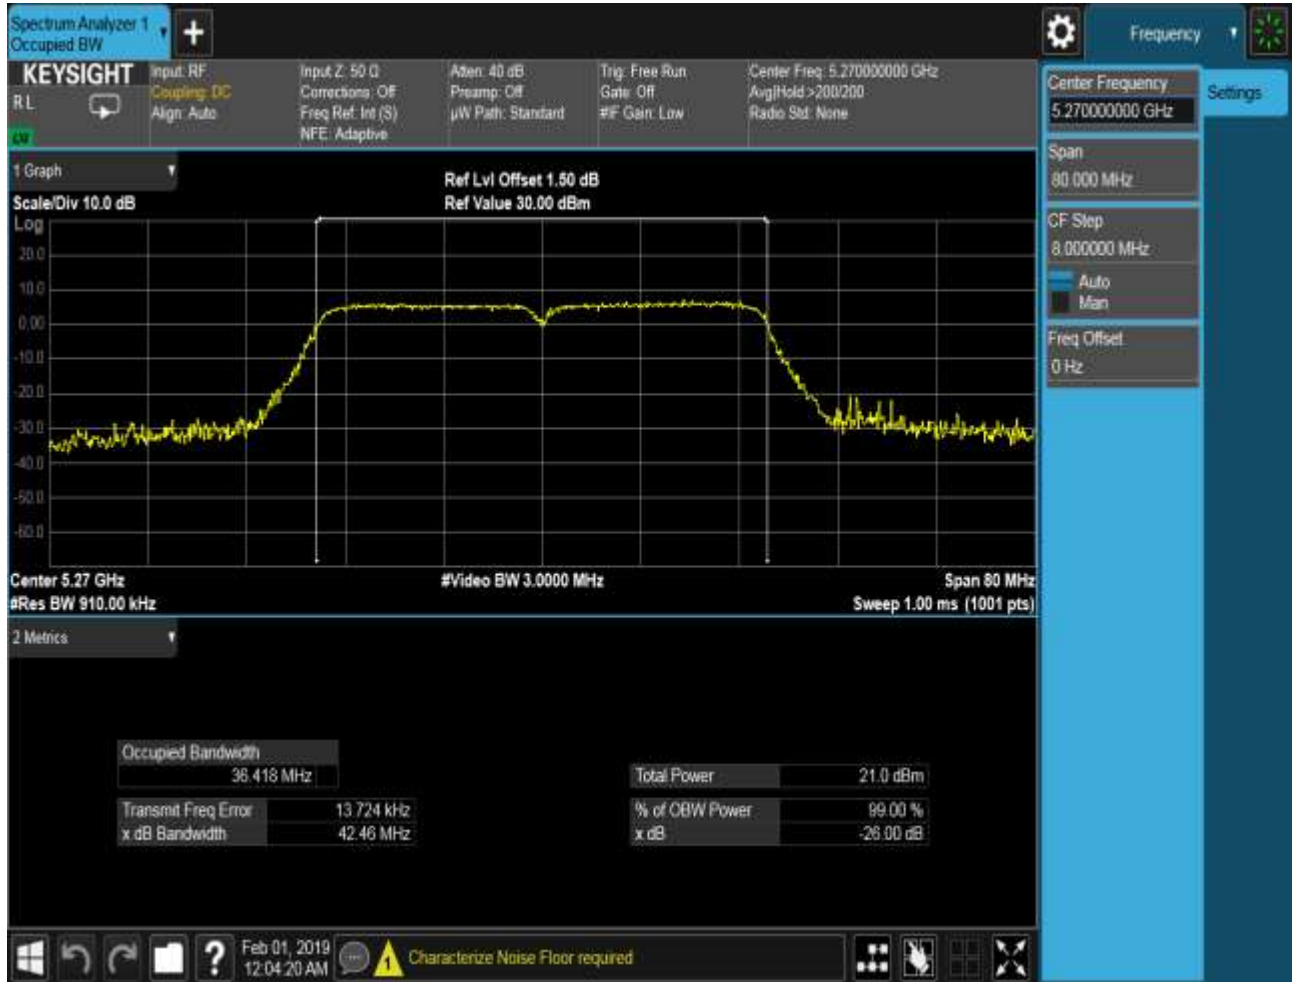 Spectrum Analyzer 1
Occupied BW
Frequency
KEYSIGHT
R L
Input: RF
Coupling: DC
Align: Auto
Input Z: 50 Ω
Corrections: Off
Freq Ref: Int (S)
NFE: Adaptive
Atten: 40 dB
Preamp: Off
µW Path: Standard
Trig: Free Run
Gate: Off
#IF Gain: Low
Center Freq: 5.270000000 GHz
Avg|Hold:>200/200
Radio Std: None
Center Frequency
5.270000000 GHz
Settings
Span
80.000 MHz
CF Step
8.000000 MHz
Auto
Man
Freq Offset
0 Hz
1 Graph
Scale/Div 10.0 dB
Ref Lvl Offset 1.50 dB
Ref Value 30.00 dBm
Log
20.0
10.0
0.00
-10.0
-20.0
-30.0
-40.0
-50.0
-60.0
Center 5.27 GHz
#Video BW 3.0000 MHz
Span 80 MHz
#Res BW 910.00 kHz
Sweep 1.00 ms (1001 pts)
2 Metrics
Occupied Bandwidth
36.418 MHz
Total Power 21.0 dBm
Transmit Freq Error 13.724 kHz
% of OBW Power 99.00 %
x dB Bandwidth 42.46 MHz
x dB -26.00 dB
Feb 01, 2019
12:04:20 AM
1
Characterize Noise Floor required